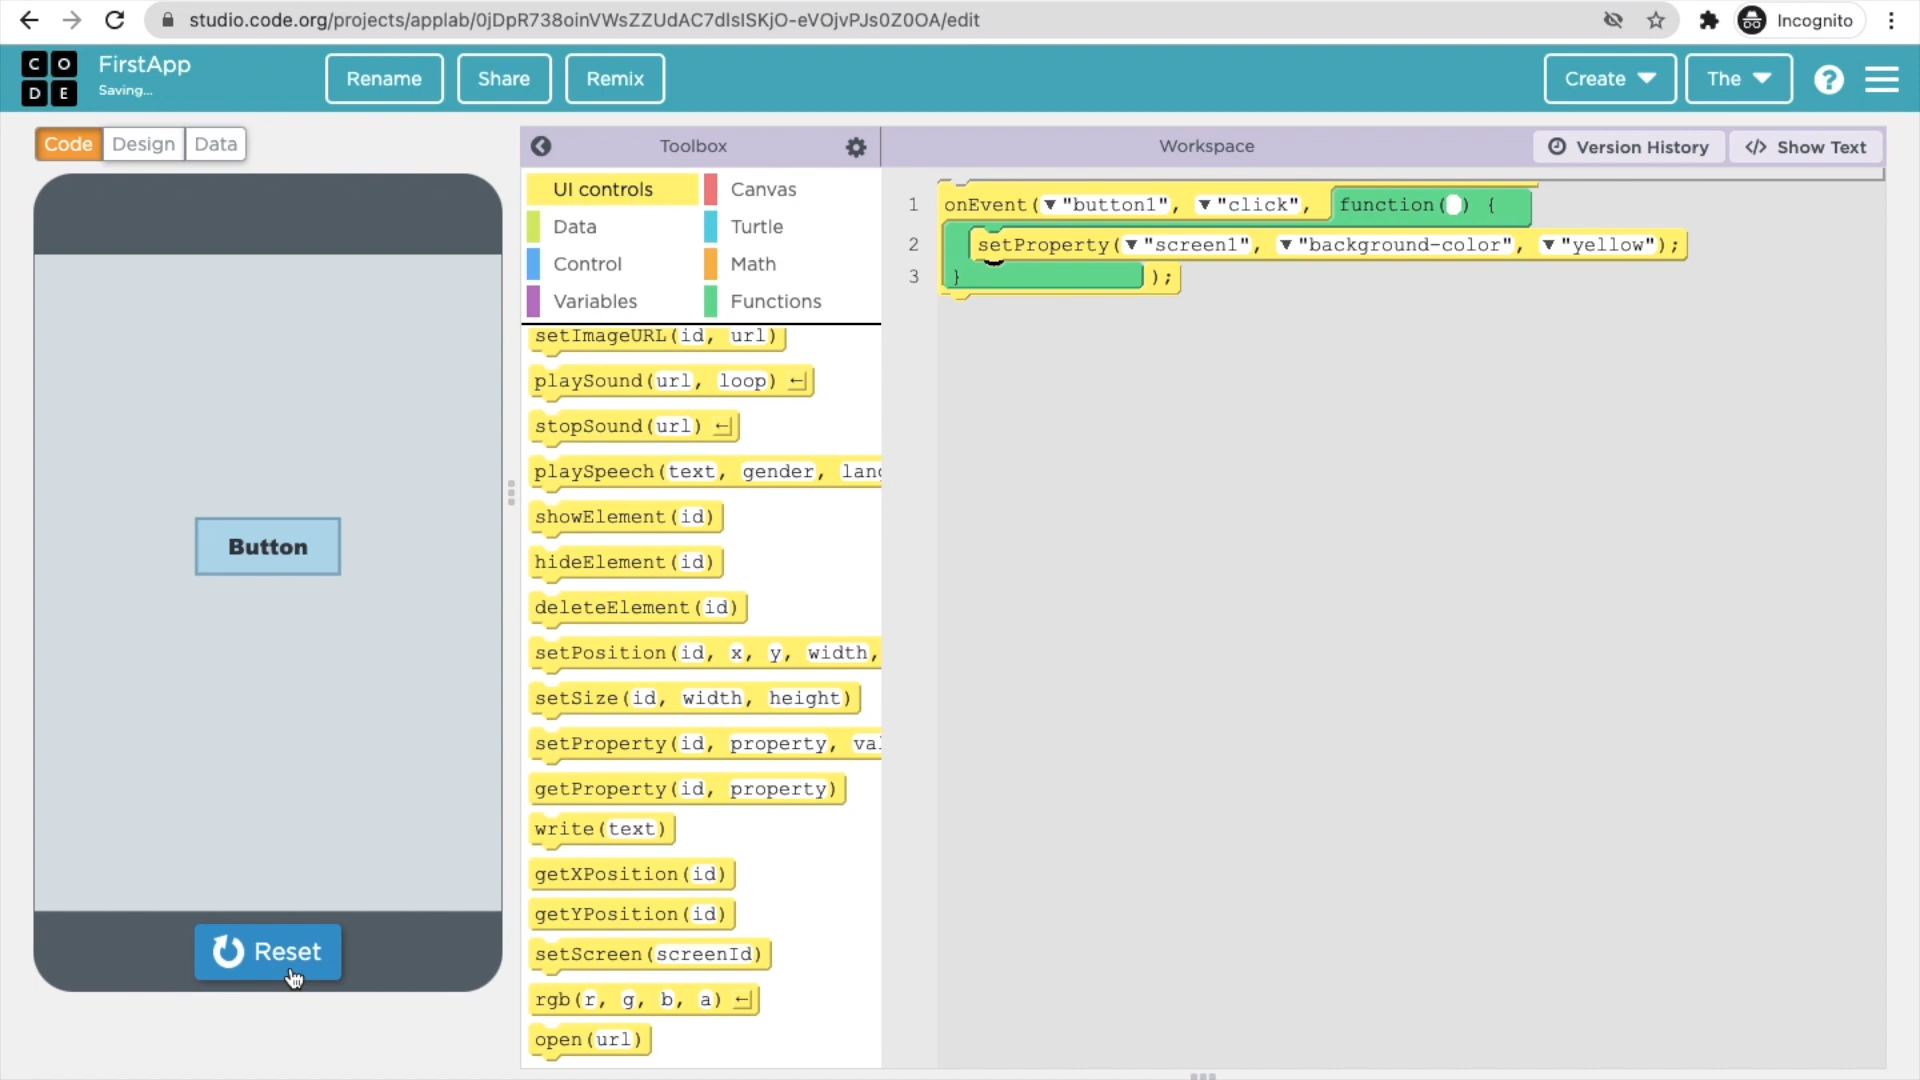 studio.code.org/projects/applab/0jDpR738oinVWsZZUdAC7dIsISKjO-eVOjvPJs0Z0OA/edit
Incognito
C O
D E
FirstApp
Saving...
Rename
Share
Remix
Create
The
?
Code
Design
Data
Toolbox
Workspace
Version History
</> Show Text
UI controls
Canvas
Data
Turtle
Control
Math
Variables
Functions
setImageURL(id, url)
playSound(url, loop)
stopSound(url)
playSpeech(text, gender, lang
showElement(id)
hideElement(id)
deleteElement(id)
setPosition(id, x, y, width,
setSize(id, width, height)
setProperty(id, property, val
getProperty(id, property)
write(text)
getXPosition(id)
getYPosition(id)
setScreen(screenId)
rgb(r, g, b, a)
open(url)
1 onEvent(▼"button1", ▼"click", function( ) {
2 setProperty(▼"screen1", ▼"background-color", ▼"yellow");
3 } );
Button
Reset